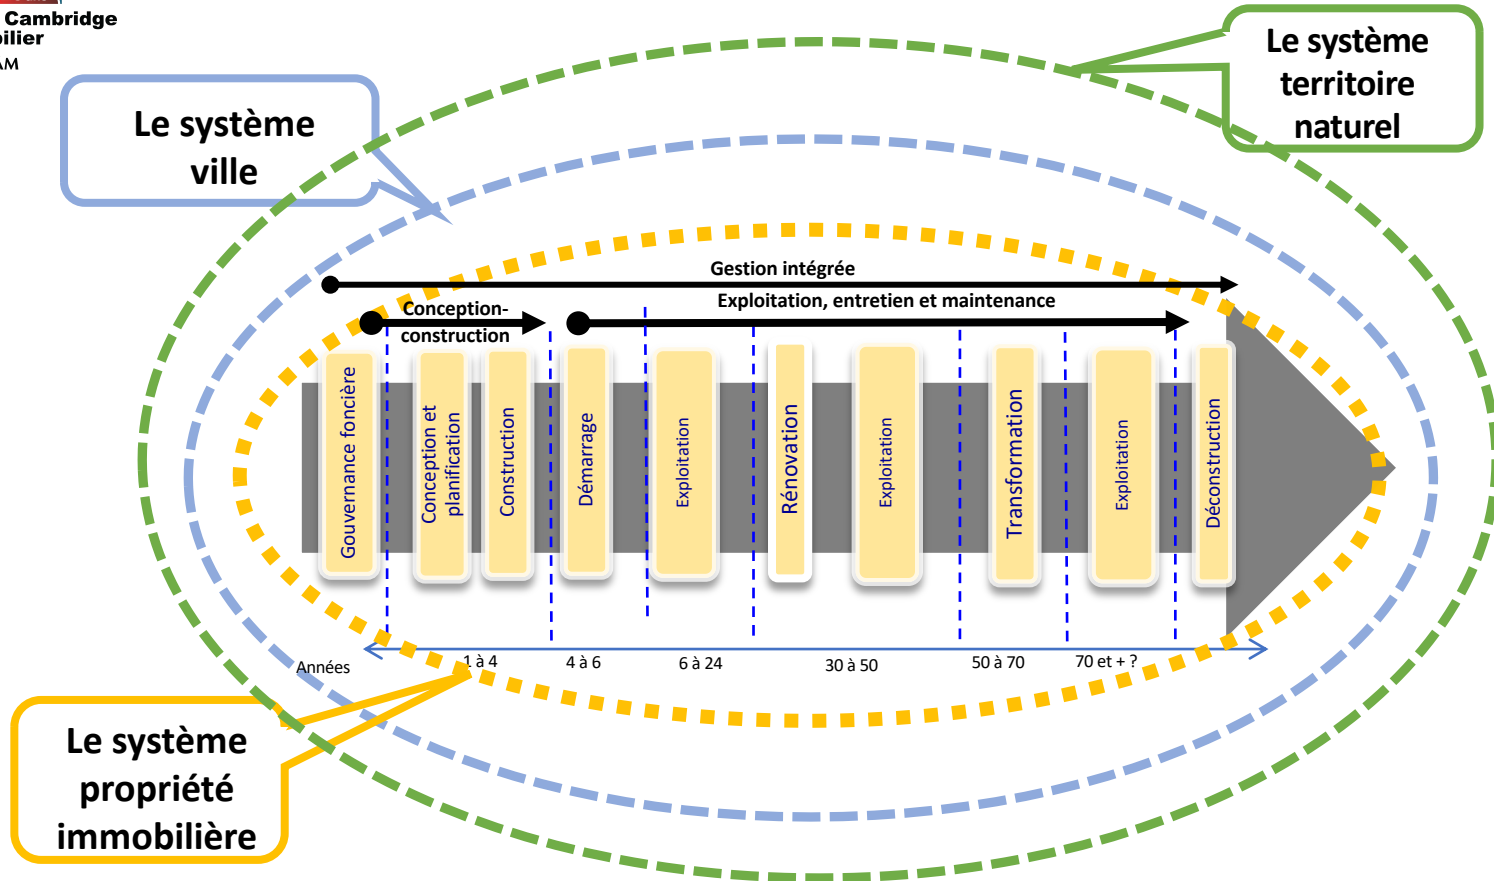 Cambridge
bilier
AM
Le système
territoire
naturel
Le système
ville
Gestion intégrée
Exploitation, entretien et maintenance
Conception-
construction
Gouvernance foncière
Conception et
planification
Construction
Démarrage
Exploitation
Rénovation
Exploitation
Transformation
Exploitation
Déconstruction
Années
1 à 4
4 à 6
6 à 24
30 à 50
50 à 70
70 et + ?
Le système
propriété
immobilière